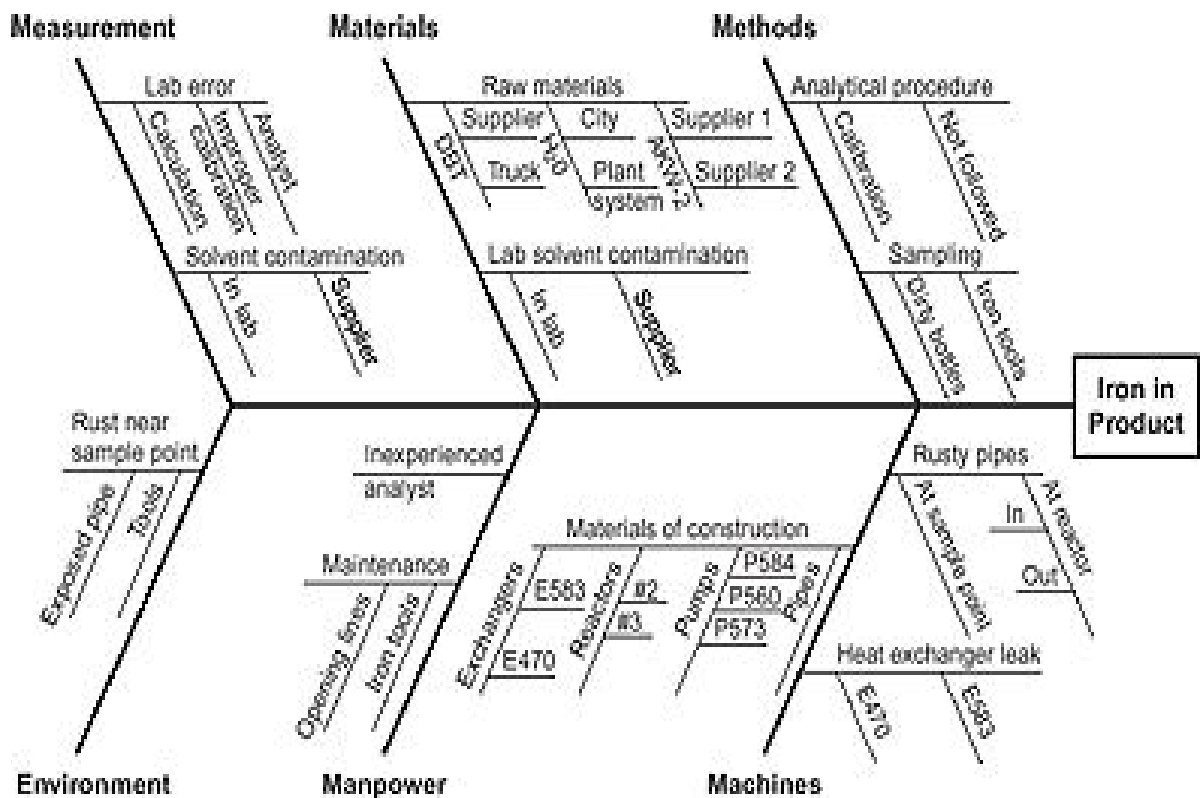 Measurement
Materials
Methods
Lab error
Calculation
Improper
calibration
Analyst
Solvent contamination
In lab
Supplier
Raw materials
DBT
Supplier
Truck
H₂O
City
Plant
system
Supplier 1
Supplier 2
Lab solvent contamination
In lab
Supplier
Analytical procedure
Calibration
Not followed
Sampling
Dirty bottles
Iron tools
Iron in
Product
Rust near
sample point
Exposed pipe
Tools
Inexperienced
analyst
Maintenance
Opening lines
Iron tools
Materials of construction
Exchangers
E583
E470
Reactors
#2
#3
Pumps
P584
P560
P573
Pipes
Rusty pipes
At sample point
At reactor
In
Out
Heat exchanger leak
E470
E583
Environment
Manpower
Machines